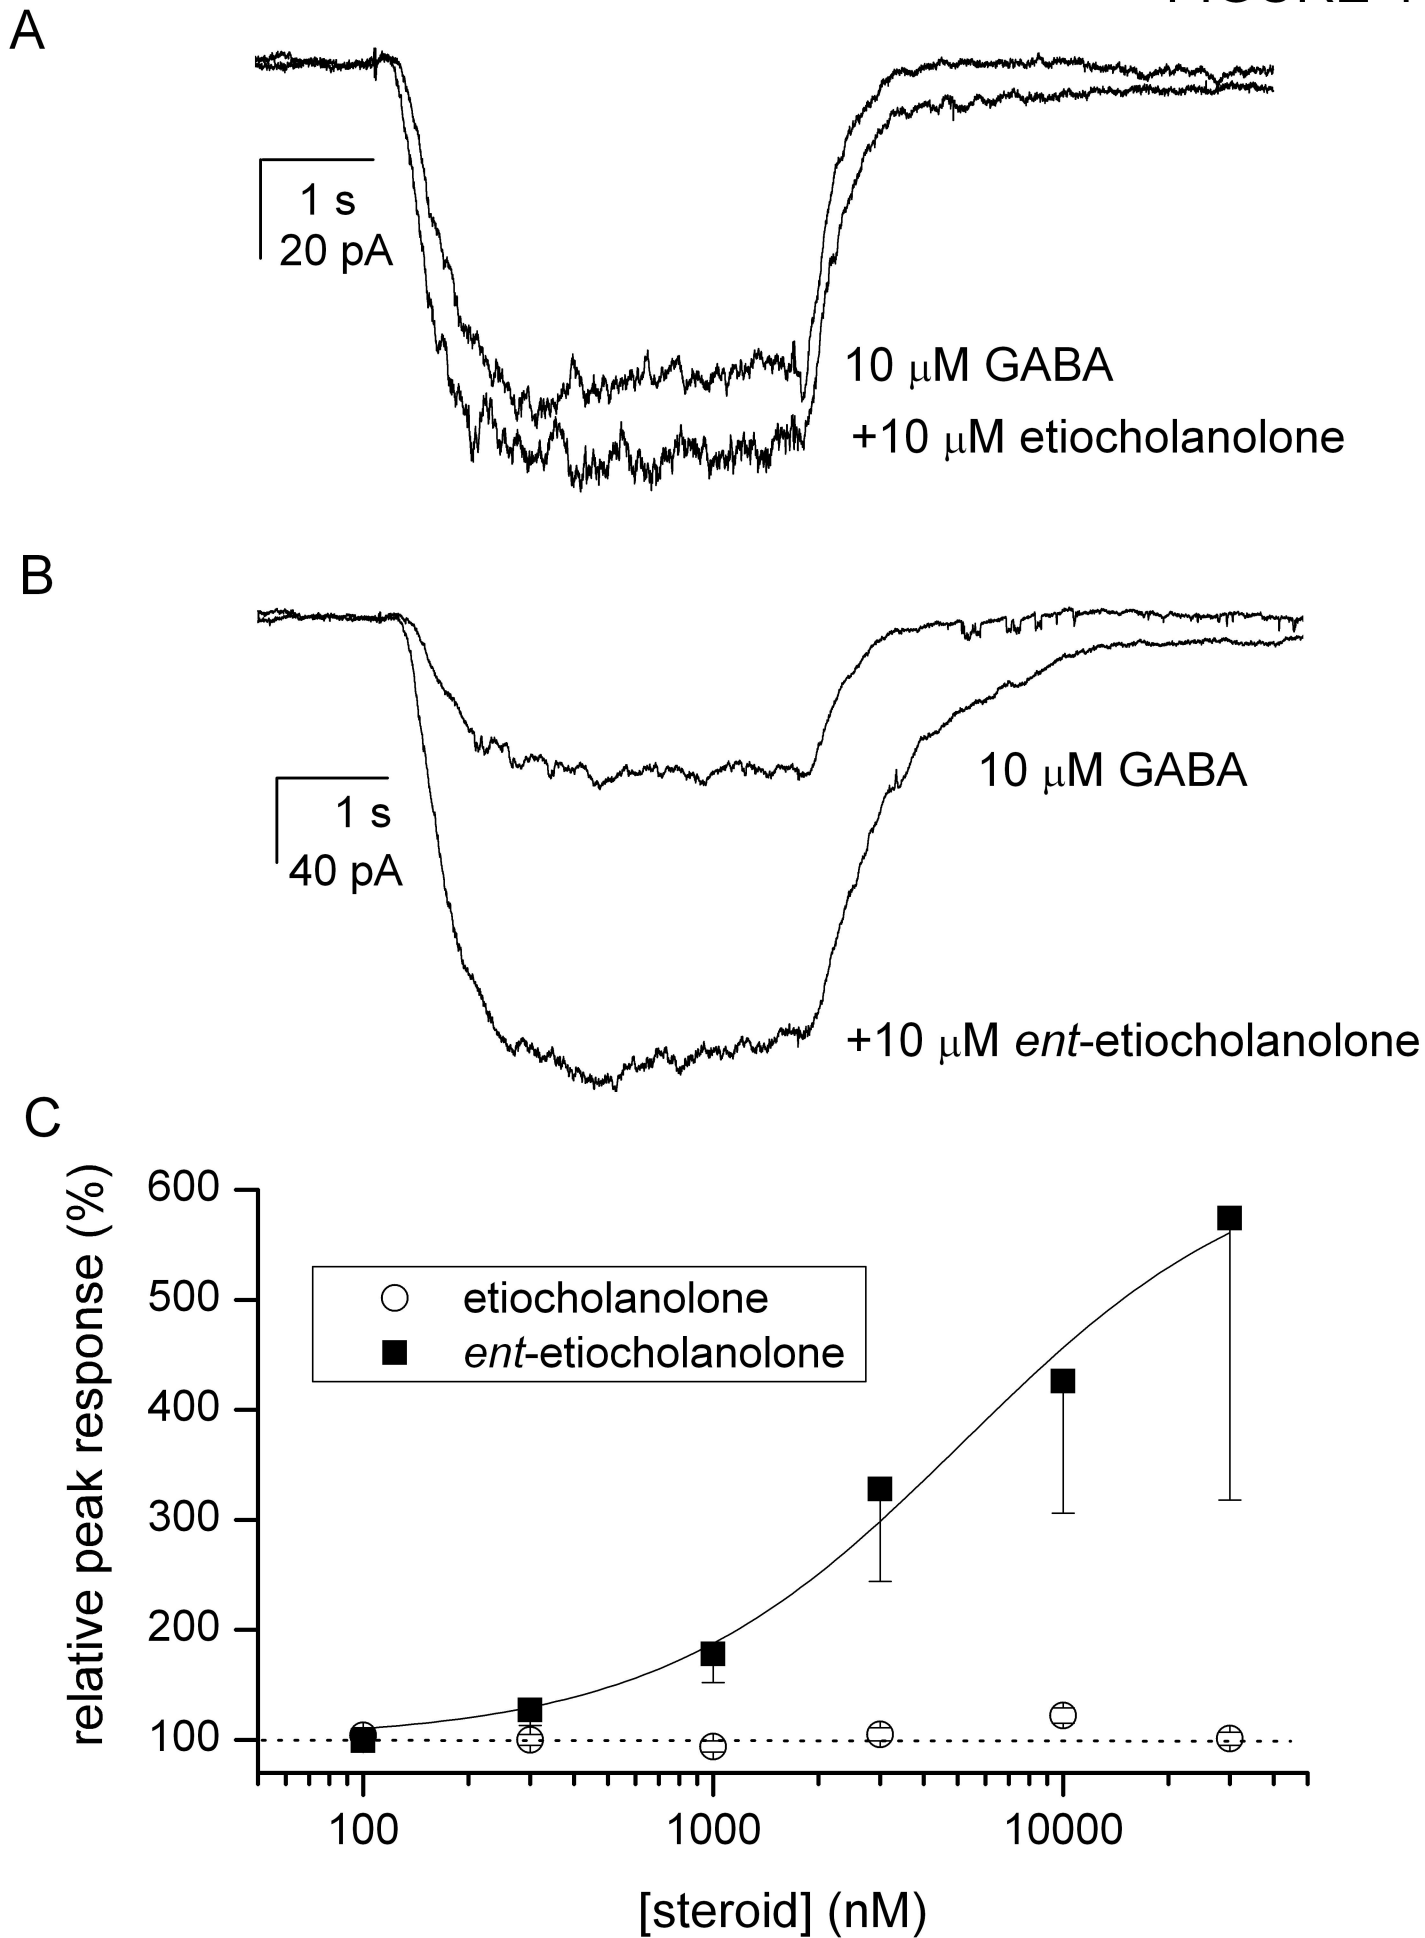 A
1 s
20 pA
10 μM GABA
+10 μM etiocholanolone
B
1 s
40 pA
10 μM GABA
+10 μM ent-etiocholanolone
C
relative peak response (%)
600
500
400
300
200
100
etiocholanolone
ent-etiocholanolone
100 1000 10000
[steroid] (nM)